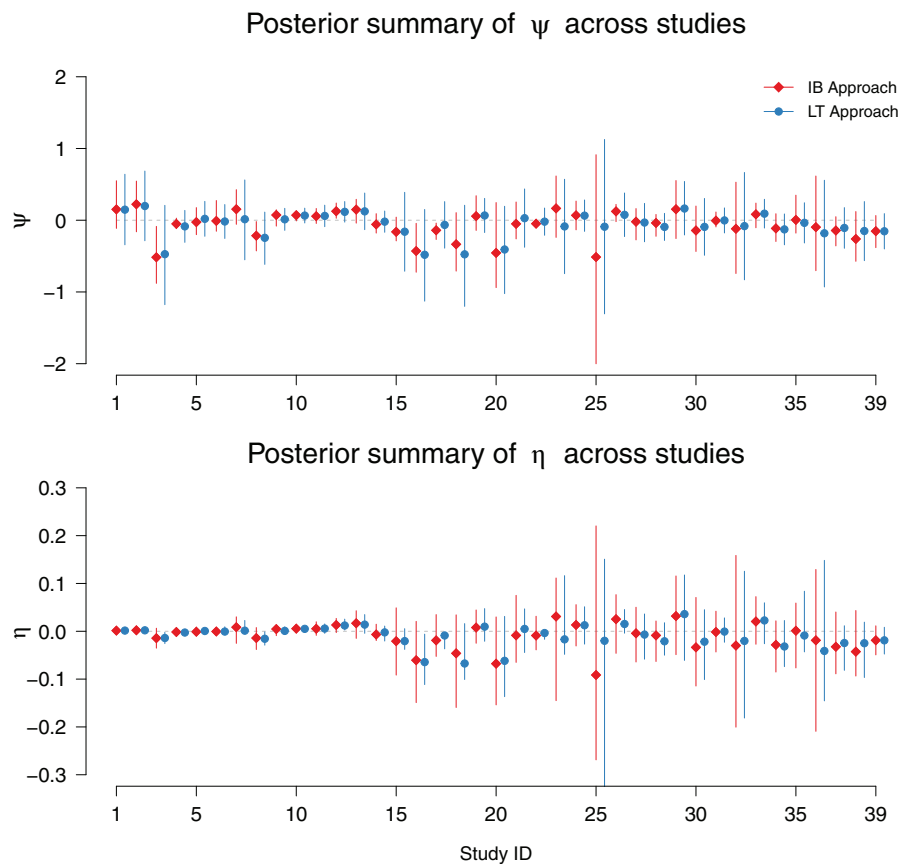 Posterior summary of ψ across studies
IB Approach
LT Approach
2
1
0
−1
−2
ψ
1 5 10 15 20 25 30 35 39
Posterior summary of η across studies
0.3
0.2
0.1
0.0
−0.1
−0.2
−0.3
η
1 5 10 15 20 25 30 35 39
Study ID